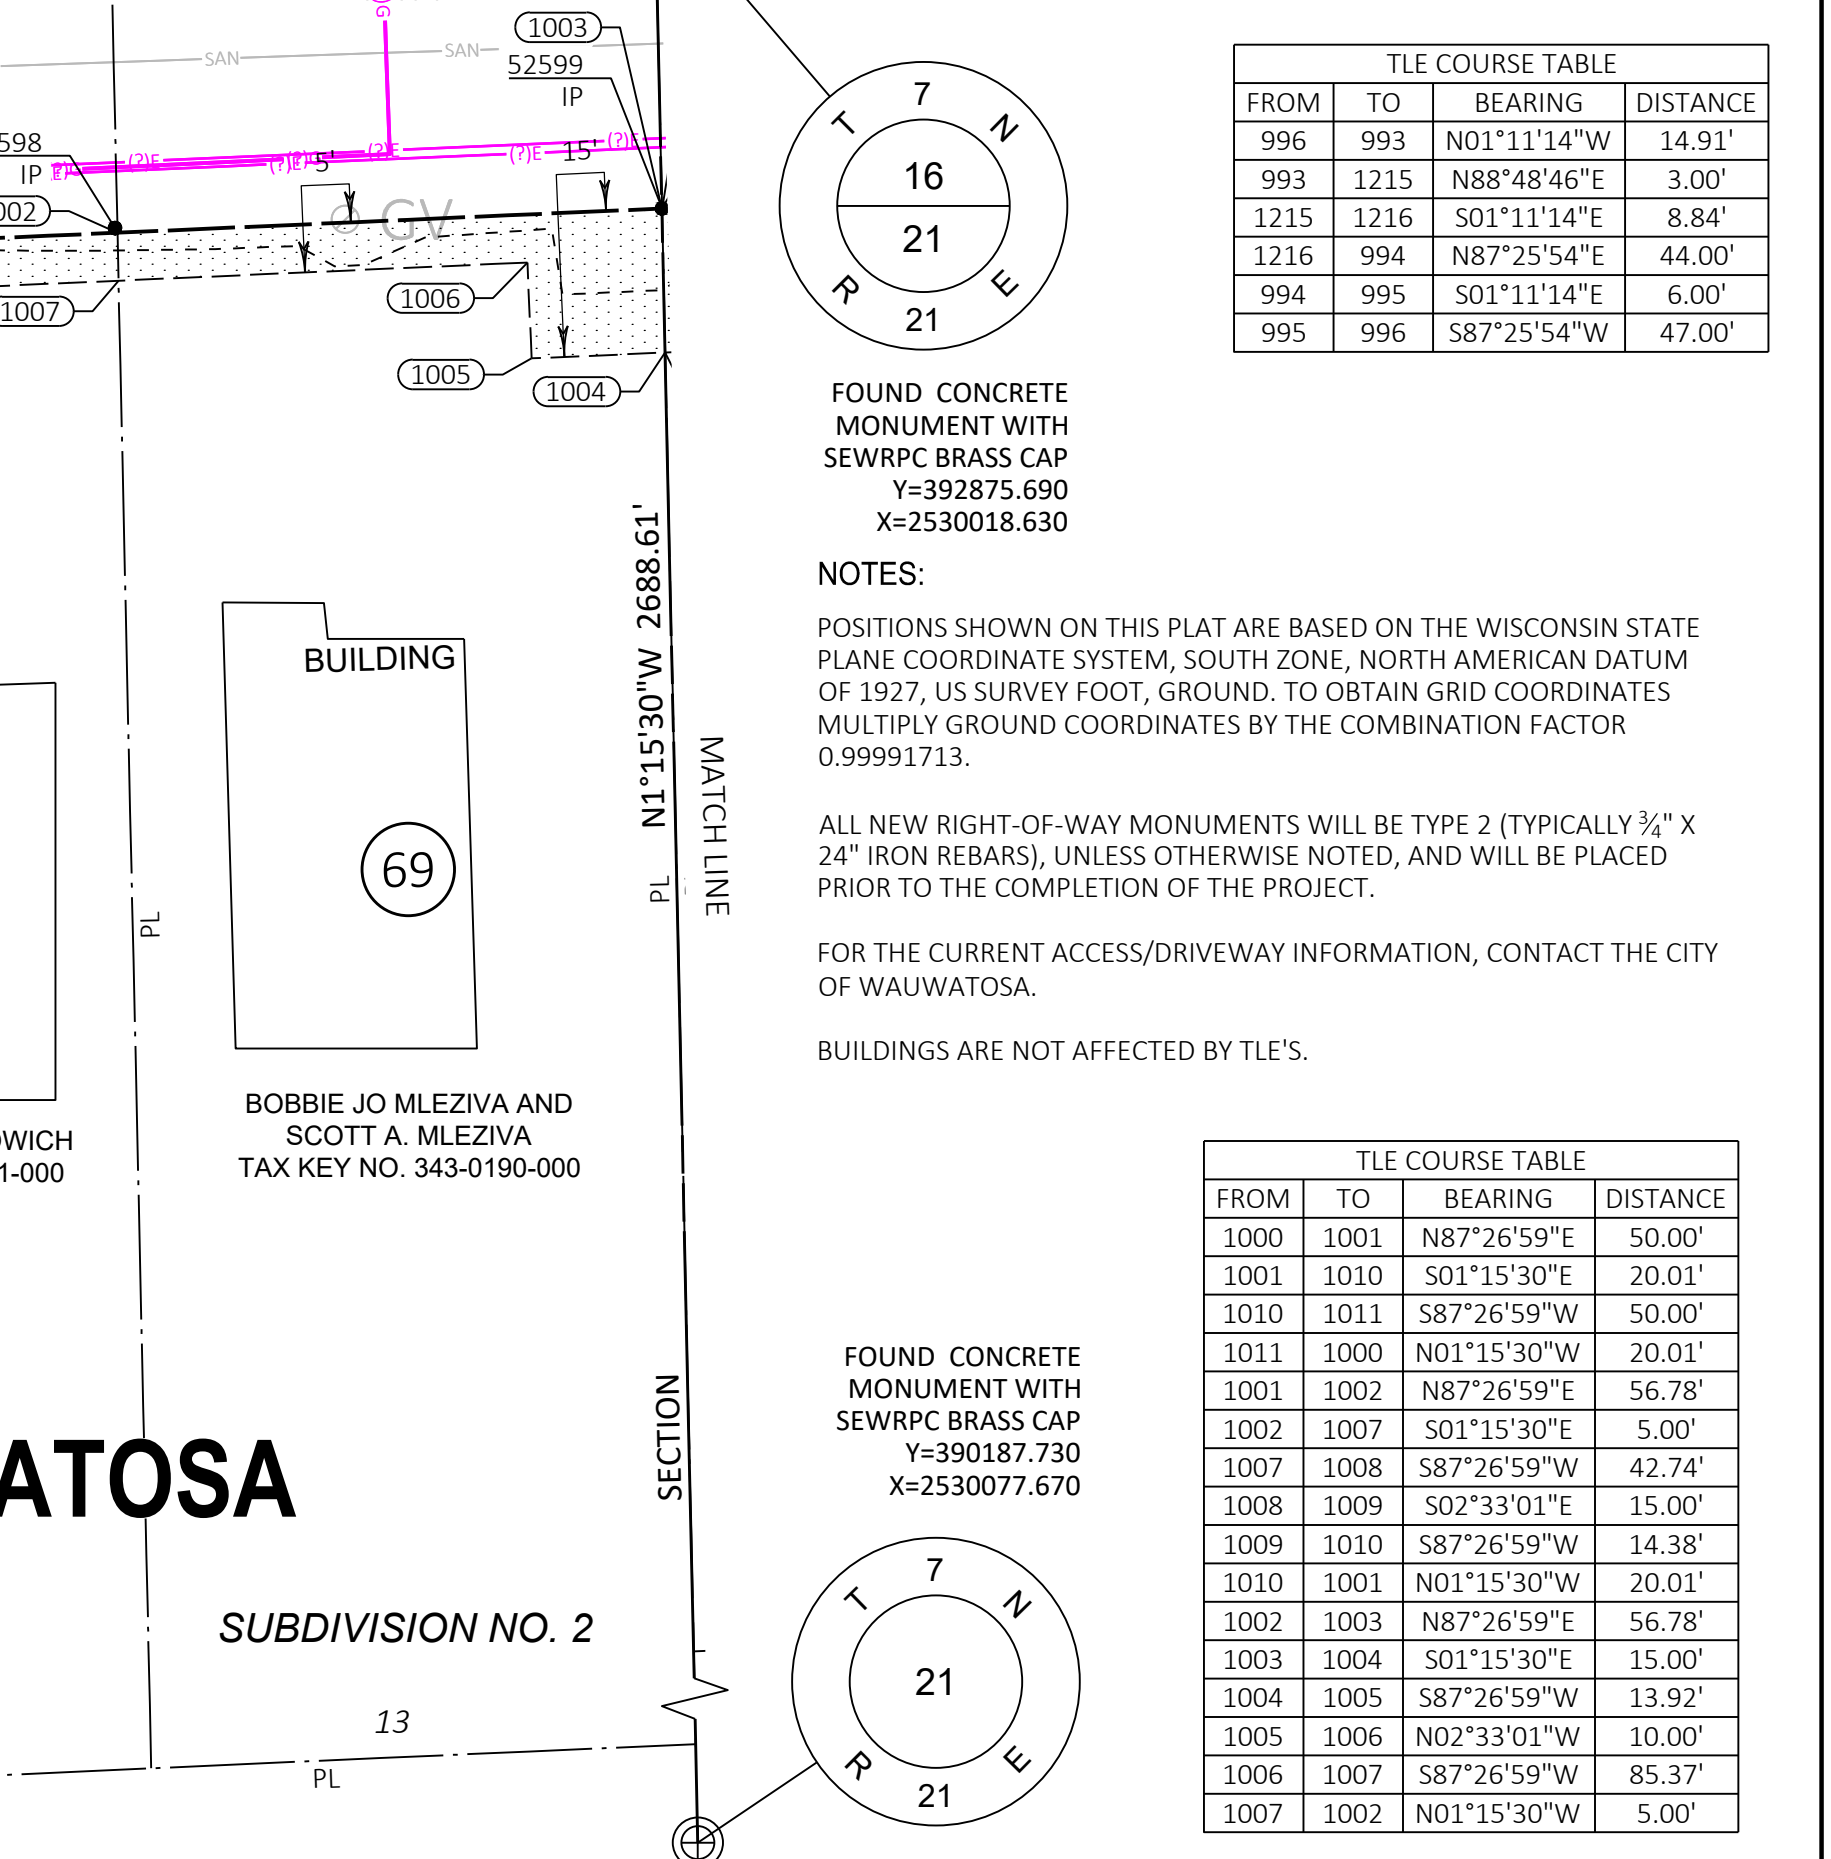 1003
52599
IP
SAN
SAN
G
598
IP
002
(?)E
(?)E
(?)E
(?)E
(?)E
5'
15'
GV
1007
1006
1005
1004
T 7 N
16
21
R 21 E
FOUND CONCRETE
MONUMENT WITH
SEWRPC BRASS CAP
Y=392875.690
X=2530018.630
TLE COURSE TABLE
FROM TO BEARING DISTANCE
996 993 N01°11'14"W 14.91'
993 1215 N88°48'46"E 3.00'
1215 1216 S01°11'14"E 8.84'
1216 994 N87°25'54"E 44.00'
994 995 S01°11'14"E 6.00'
995 996 S87°25'54"W 47.00'
NOTES:
POSITIONS SHOWN ON THIS PLAT ARE BASED ON THE WISCONSIN STATE
PLANE COORDINATE SYSTEM, SOUTH ZONE, NORTH AMERICAN DATUM
OF 1927, US SURVEY FOOT, GROUND. TO OBTAIN GRID COORDINATES
MULTIPLY GROUND COORDINATES BY THE COMBINATION FACTOR
0.99991713.
ALL NEW RIGHT-OF-WAY MONUMENTS WILL BE TYPE 2 (TYPICALLY ¾" X
24" IRON REBARS), UNLESS OTHERWISE NOTED, AND WILL BE PLACED
PRIOR TO THE COMPLETION OF THE PROJECT.
FOR THE CURRENT ACCESS/DRIVEWAY INFORMATION, CONTACT THE CITY
OF WAUWATOSA.
BUILDINGS ARE NOT AFFECTED BY TLE'S.
N1°15'30"W 2688.61'
MATCH LINE
PL
PL
BUILDING
69
BOBBIE JO MLEZIVA AND
SCOTT A. MLEZIVA
TAX KEY NO. 343-0190-000
WICH
1-000
SECTION
ATOSA
SUBDIVISION NO. 2
13
PL
FOUND CONCRETE
MONUMENT WITH
SEWRPC BRASS CAP
Y=390187.730
X=2530077.670
T 7 N
21
R 21 E
TLE COURSE TABLE
FROM TO BEARING DISTANCE
1000 1001 N87°26'59"E 50.00'
1001 1010 S01°15'30"E 20.01'
1010 1011 S87°26'59"W 50.00'
1011 1000 N01°15'30"W 20.01'
1001 1002 N87°26'59"E 56.78'
1002 1007 S01°15'30"E 5.00'
1007 1008 S87°26'59"W 42.74'
1008 1009 S02°33'01"E 15.00'
1009 1010 S87°26'59"W 14.38'
1010 1001 N01°15'30"W 20.01'
1002 1003 N87°26'59"E 56.78'
1003 1004 S01°15'30"E 15.00'
1004 1005 S87°26'59"W 13.92'
1005 1006 N02°33'01"W 10.00'
1006 1007 S87°26'59"W 85.37'
1007 1002 N01°15'30"W 5.00'